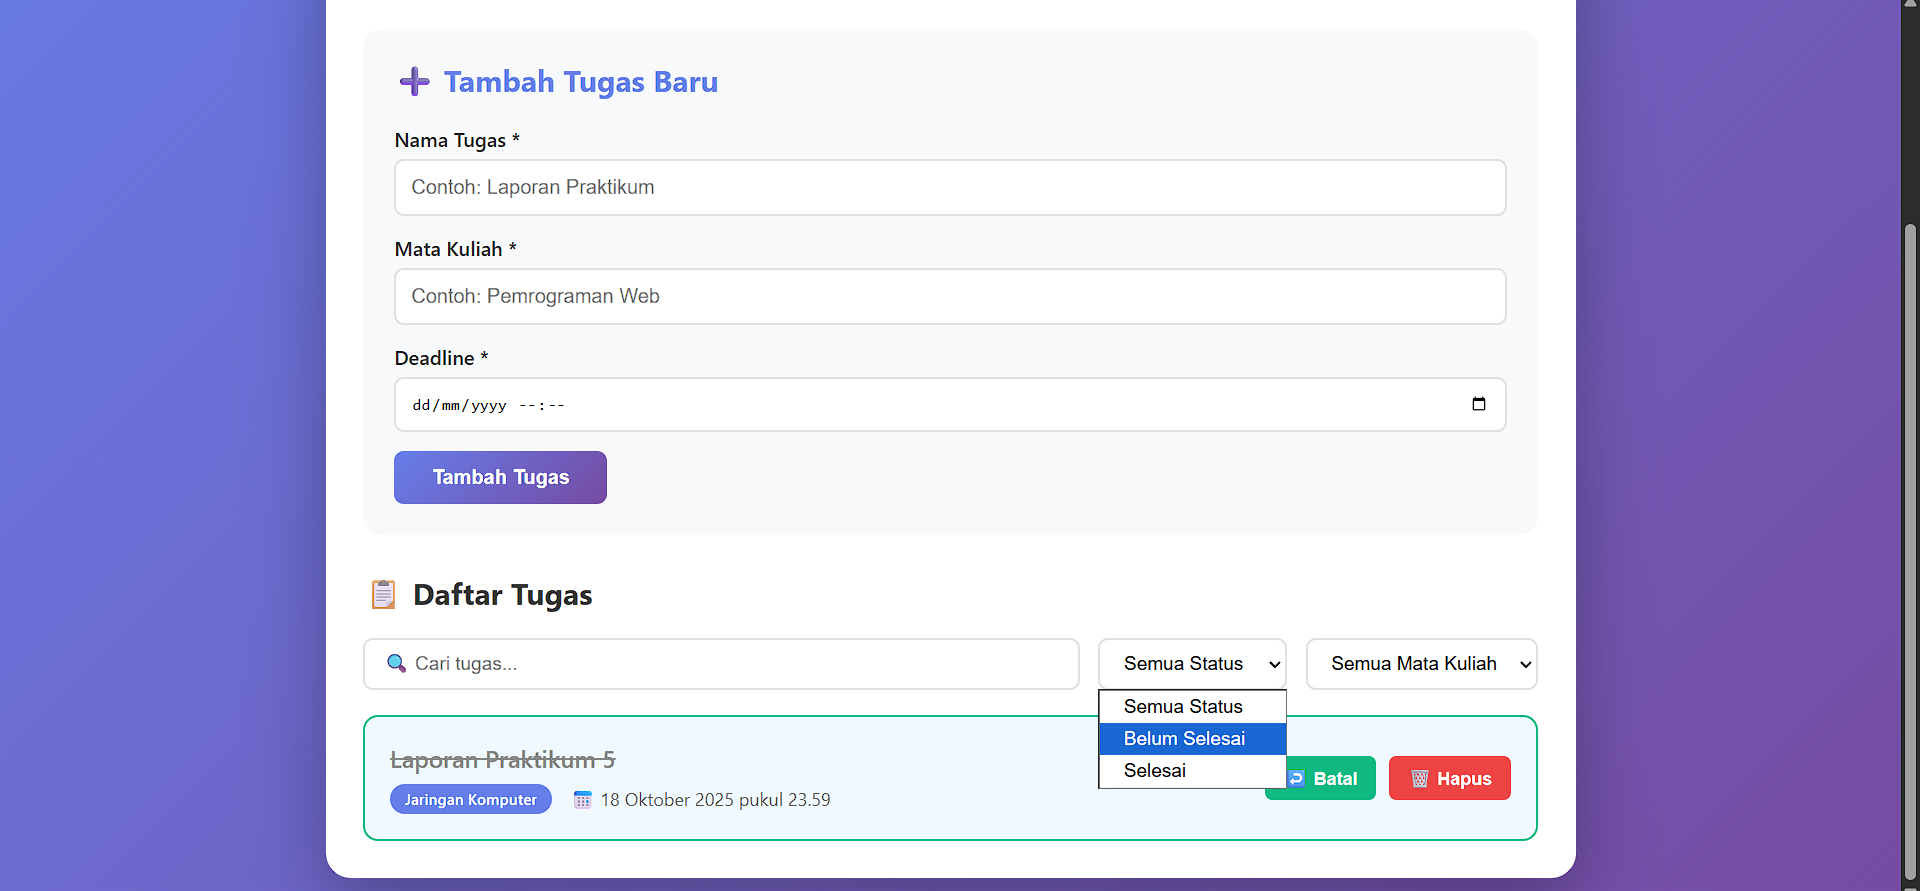 Tambah Tugas Baru
Nama Tugas *
Contoh: Laporan Praktikum
Mata Kuliah *
Contoh: Pemrograman Web
Deadline *
dd/mm/yyyy --:--
Tambah Tugas
Daftar Tugas
Cari tugas...
Semua Status
Semua Mata Kuliah
Semua Status
Belum Selesai
Selesai
Laporan Praktikum 5
Jaringan Komputer
18 Oktober 2025 pukul 23.59
Batal
Hapus